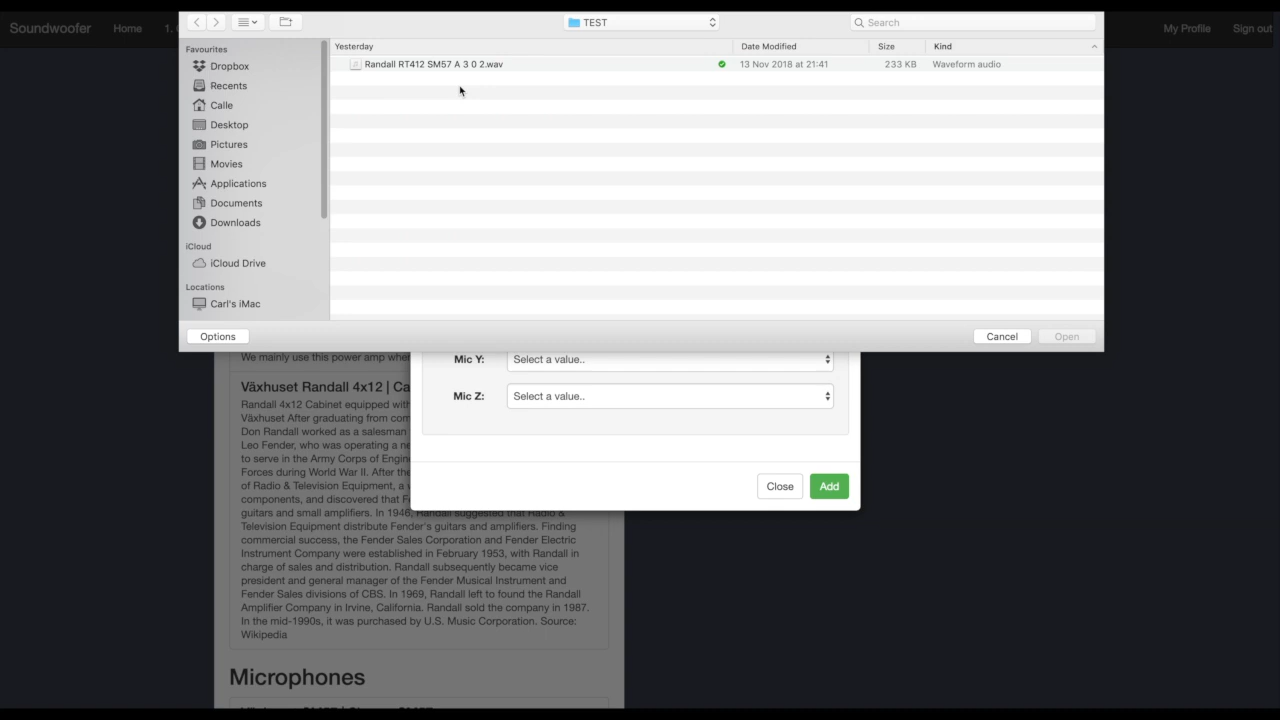 Soundwoofer
Home
1.
TEST
Search
My Profile
Sign out
Favourites
Dropbox
Recents
Calle
Desktop
Pictures
Movies
Applications
Documents
Downloads
iCloud
iCloud Drive
Locations
Carl's iMac
Yesterday
Date Modified
Size
Kind
Randall RT412 SM57 A 3 0 2.wav
13 Nov 2018 at 21:41
233 KB
Waveform audio
Options
Cancel
Open
Mic Y:
Select a value..
Mic Z:
Select a value..
Close
Add
We mainly use this power amp
Växhuset Randall 4x12 | Ca
Randall 4x12 Cabinet equipped with
Växhuset After graduating from com
Don Randall worked as a salesman
Leo Fender, who was operating a
to serve in the Army Corps of Engin
Forces during World War II. After the
of Radio & Television Equipment, a
components, and discovered that F
guitars and small amplifiers. In 1946, Randall suggested that Radio &
Television Equipment distribute Fender's guitars and amplifiers. Finding
commercial success, the Fender Sales Corporation and Fender Electric
Instrument Company were established in February 1953, with Randall in
charge of sales and distribution. Randall subsequently became vice
president and general manager of the Fender Musical Instrument and
Fender Sales divisions of CBS. In 1969, Randall left to found the Randall
Amplifier Company in Irvine, California. Randall sold the company in 1987.
In the mid-1990s, it was purchased by U.S. Music Corporation. Source:
Wikipedia
Microphones